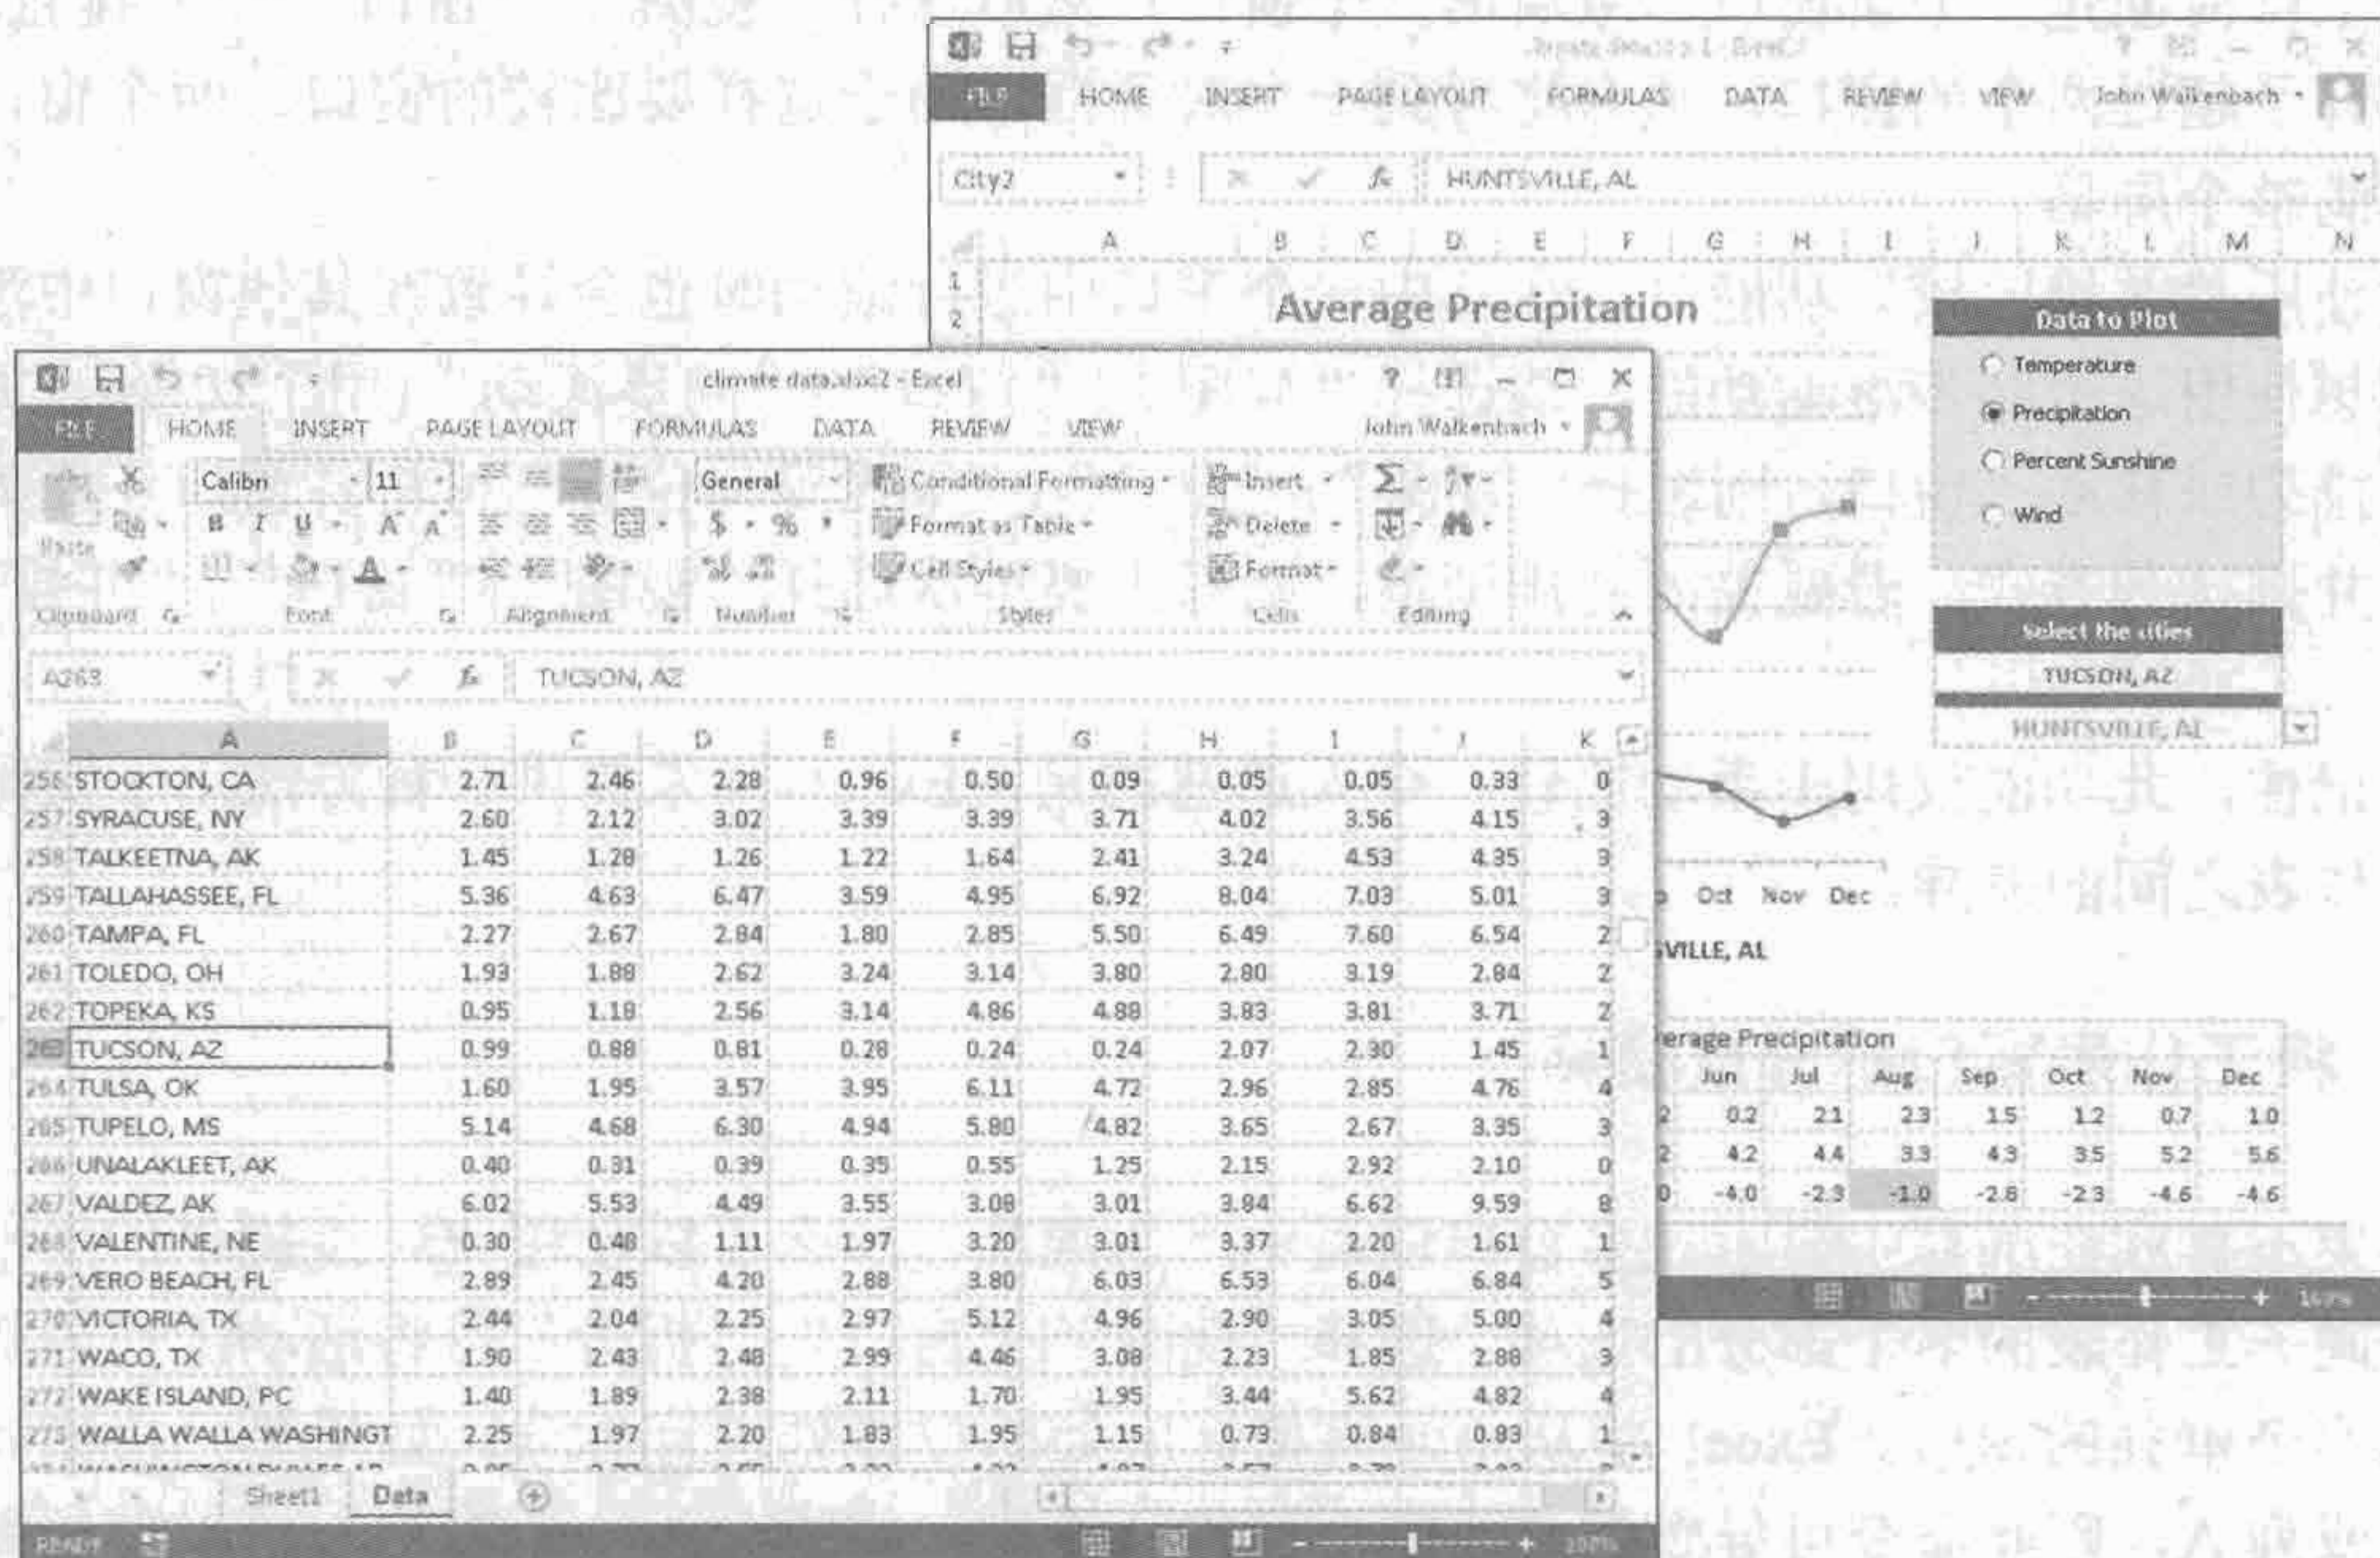 HOME INSERT PAGE LAYOUT FORMULAS DATA REVIEW VIEW John Walkenbach
City2 HUNTSVILLE, AL
A B C D E F G H I J K L M N
1
2
Average Precipitation
Data to Plot
Temperature
Precipitation
Percent Sunshine
Wind
Select the cities
TUCSON, AZ
HUNTSVILLE, AL
Oct Nov Dec
SVILLE, AL
erage Precipitation
Jun Jul Aug Sep Oct Nov Dec
2 0.2 2.1 2.3 1.5 1.2 0.7 1.0
2 4.2 4.4 3.3 4.3 3.5 5.2 5.6
0 -4.0 -2.3 -1.0 -2.8 -2.3 -4.6 -4.6
climate data.xlsx:2 - Excel
FILE HOME INSERT PAGE LAYOUT FORMULAS DATA REVIEW VIEW John Walkenbach
Calibri 11 General Conditional Formatting Insert
B I U A A $ % Format as Table Delete
Paste A Cell Styles Format
Clipboard Font Alignment Number Styles Cells Editing
A263 TUCSON, AZ
A B C D E F G H I J K
256 STOCKTON, CA 2.71 2.46 2.28 0.96 0.50 0.09 0.05 0.05 0.33 0
257 SYRACUSE, NY 2.60 2.12 3.02 3.39 3.39 3.71 4.02 3.56 4.15 3
258 TALKEETNA, AK 1.45 1.28 1.26 1.22 1.64 2.41 3.24 4.53 4.35 3
259 TALLAHASSEE, FL 5.36 4.63 6.47 3.59 4.95 6.92 8.04 7.03 5.01 3
260 TAMPA, FL 2.27 2.67 2.84 1.80 2.85 5.50 6.49 7.60 6.54 2
261 TOLEDO, OH 1.93 1.88 2.62 3.24 3.14 3.80 2.80 3.19 2.84 2
262 TOPEKA, KS 0.95 1.18 2.56 3.14 4.86 4.88 3.83 3.81 3.71 2
263 TUCSON, AZ 0.99 0.88 0.81 0.28 0.24 0.24 2.07 2.30 1.45 1
264 TULSA, OK 1.60 1.95 3.57 3.95 6.11 4.72 2.96 2.85 4.76 4
265 TUPELO, MS 5.14 4.68 6.30 4.94 5.80 4.82 3.65 2.67 3.35 3
266 UNALAKLEET, AK 0.40 0.31 0.39 0.35 0.55 1.25 2.15 2.92 2.10 0
267 VALDEZ, AK 6.02 5.53 4.49 3.55 3.08 3.01 3.84 6.62 9.59 8
268 VALENTINE, NE 0.30 0.48 1.11 1.97 3.20 3.01 3.37 2.20 1.61 1
269 VERO BEACH, FL 2.89 2.45 4.20 2.88 3.80 6.03 6.53 6.04 6.84 5
270 VICTORIA, TX 2.44 2.04 2.25 2.97 5.12 4.96 2.90 3.05 5.00 4
271 WACO, TX 1.90 2.43 2.48 2.99 4.46 3.08 2.23 1.85 2.88 3
272 WAKE ISLAND, PC 1.40 1.89 2.38 2.11 1.70 1.95 3.44 5.62 4.82 4
273 WALLA WALLA WASHINGT 2.25 1.97 2.20 1.83 1.95 1.15 0.73 0.84 0.83 1
Sheet1 Data
READY